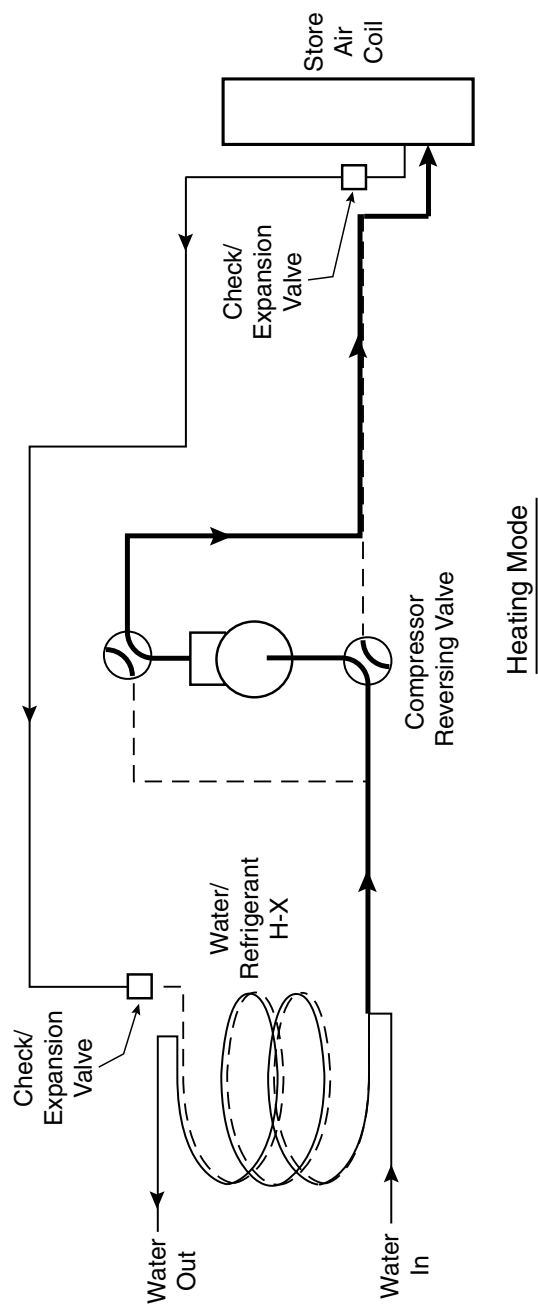 Water
Out
Water
In
Check/
Expansion
Valve
Water/
Refrigerant
H-X
Compressor
Reversing Valve
Check/
Expansion
Valve
Store
Air
Coil
Heating Mode